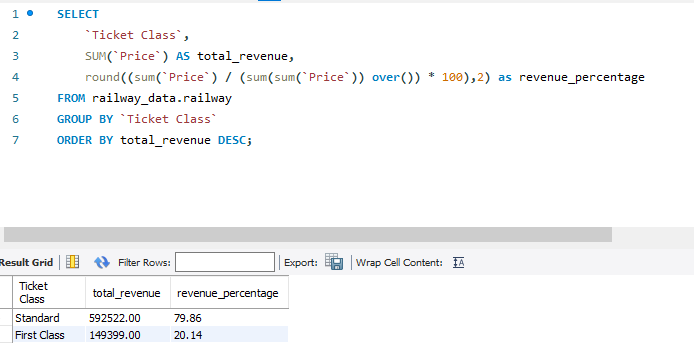 1 SELECT
2 `Ticket Class`,
3 SUM(`Price`) AS total_revenue,
4 round((sum(`Price`) / (sum(sum(`Price`)) over()) * 100),2) as revenue_percentage
5 FROM railway_data.railway
6 GROUP BY `Ticket Class`
7 ORDER BY total_revenue DESC;
Result Grid Filter Rows: Export: Wrap Cell Content:
Ticket
Class total_revenue revenue_percentage
Standard 592522.00 79.86
First Class 149399.00 20.14